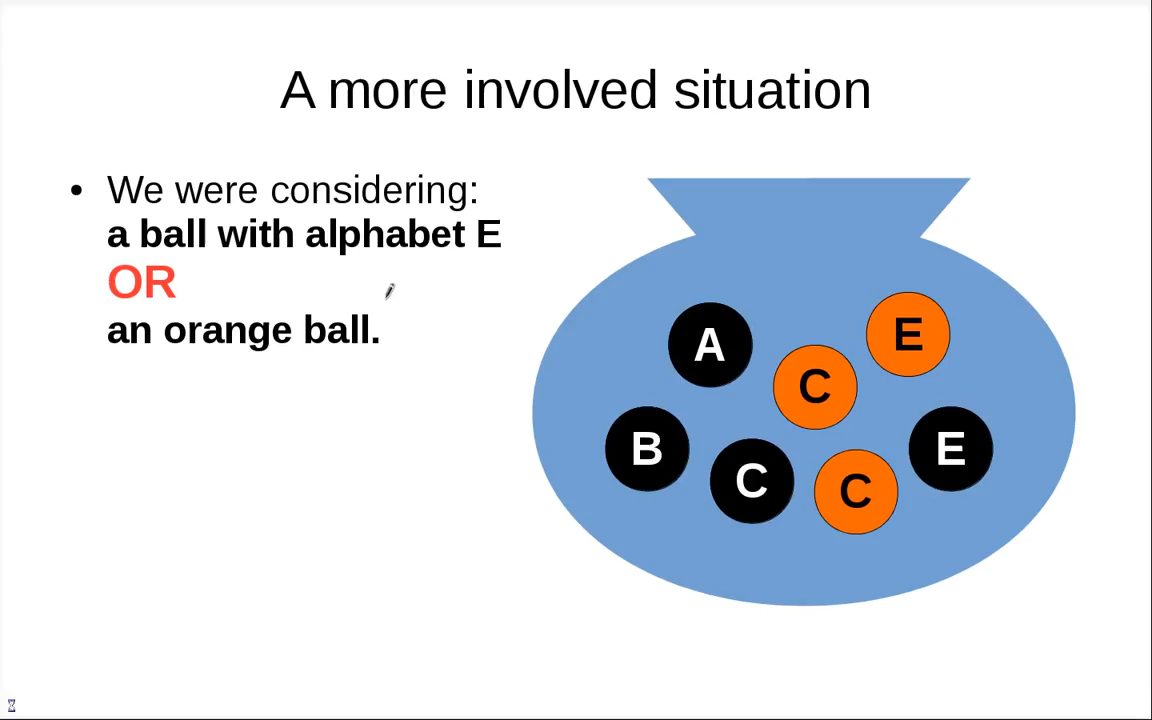 A more involved situation
• We were considering:
a ball with alphabet E
OR
an orange ball.
A
E
C
B
C
C
E